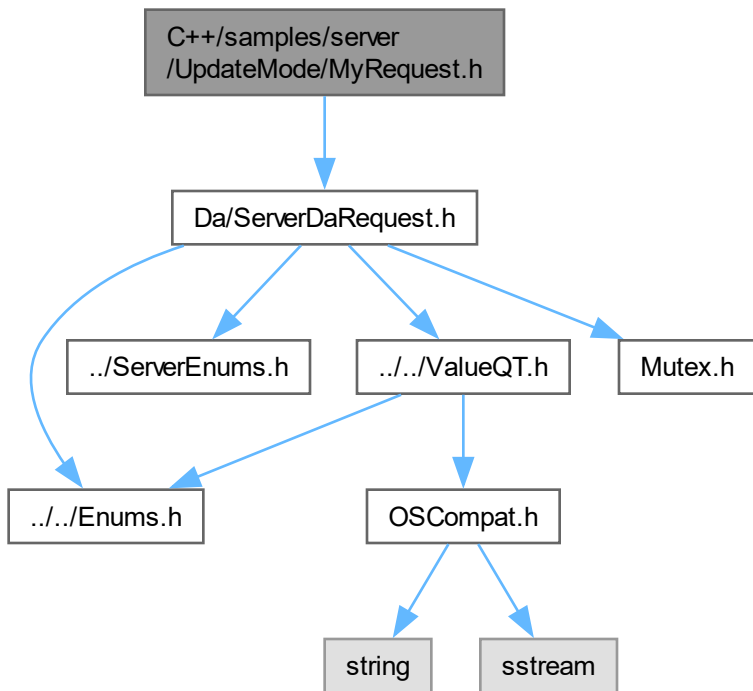 C++/samples/server
/UpdateMode/MyRequest.h
Da/ServerDaRequest.h
../ServerEnums.h
../../ValueQT.h
Mutex.h
../../Enums.h
OSCompat.h
string
sstream